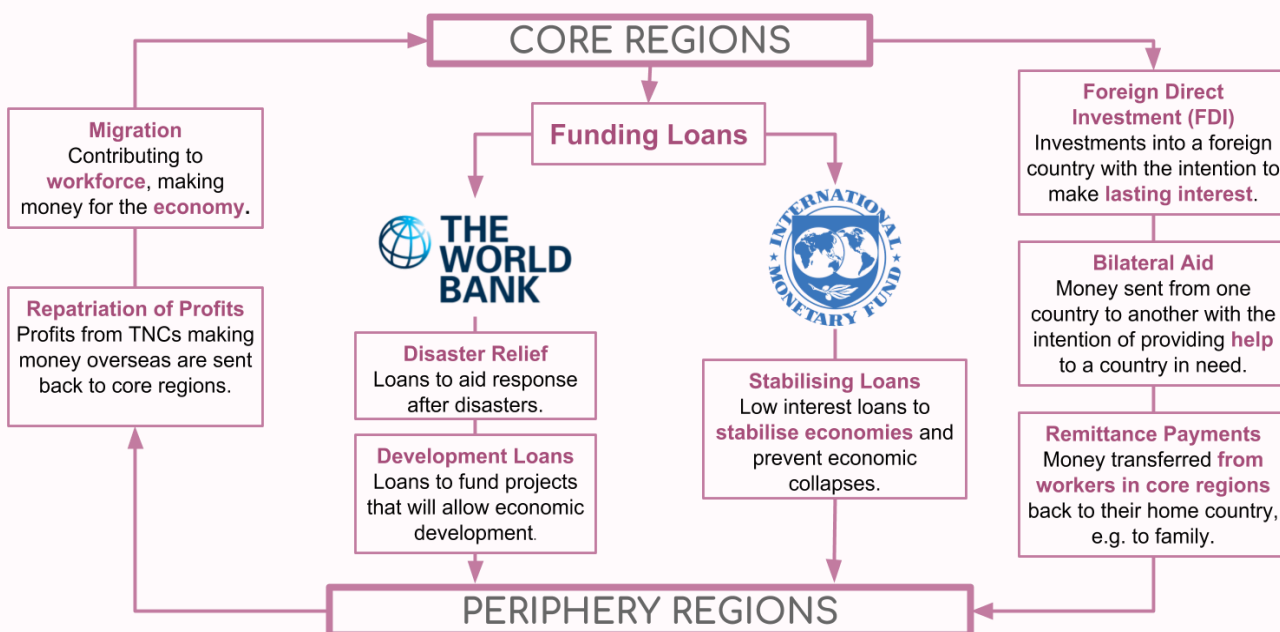 CORE REGIONS
Migration
Contributing to
workforce, making
money for the economy.
Repatriation of Profits
Profits from TNCs making
money overseas are sent
back to core regions.
Funding Loans
THE
WORLD
BANK
Disaster Relief
Loans to aid response
after disasters.
Development Loans
Loans to fund projects
that will allow economic
development.
INTERNATIONAL
MONETARY FUND
Stabilising Loans
Low interest loans to
stabilise economies and
prevent economic
collapses.
Foreign Direct
Investment (FDI)
Investments into a foreign
country with the intention to
make lasting interest.
Bilateral Aid
Money sent from one
country to another with the
intention of providing help
to a country in need.
Remittance Payments
Money transferred from
workers in core regions
back to their home country,
e.g. to family.
PERIPHERY REGIONS